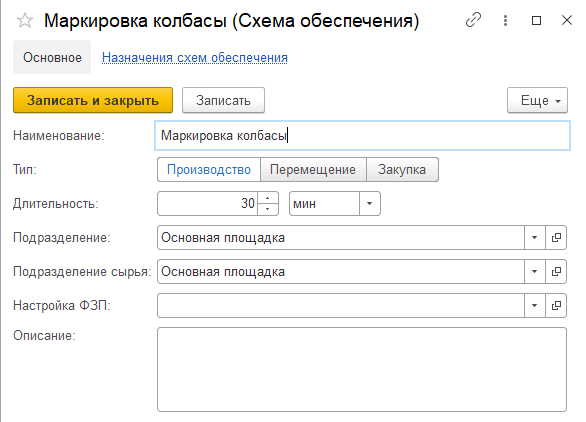 Маркировка колбасы (Схема обеспечения)
Основное Назначения схем обеспечения
Записать и закрыть Записать Еще
Наименование: Маркировка колбасы
Тип: Производство Перемещение Закупка
Длительность: 30 мин
Подразделение: Основная площадка
Подразделение сырья: Основная площадка
Настройка ФЗП:
Описание: